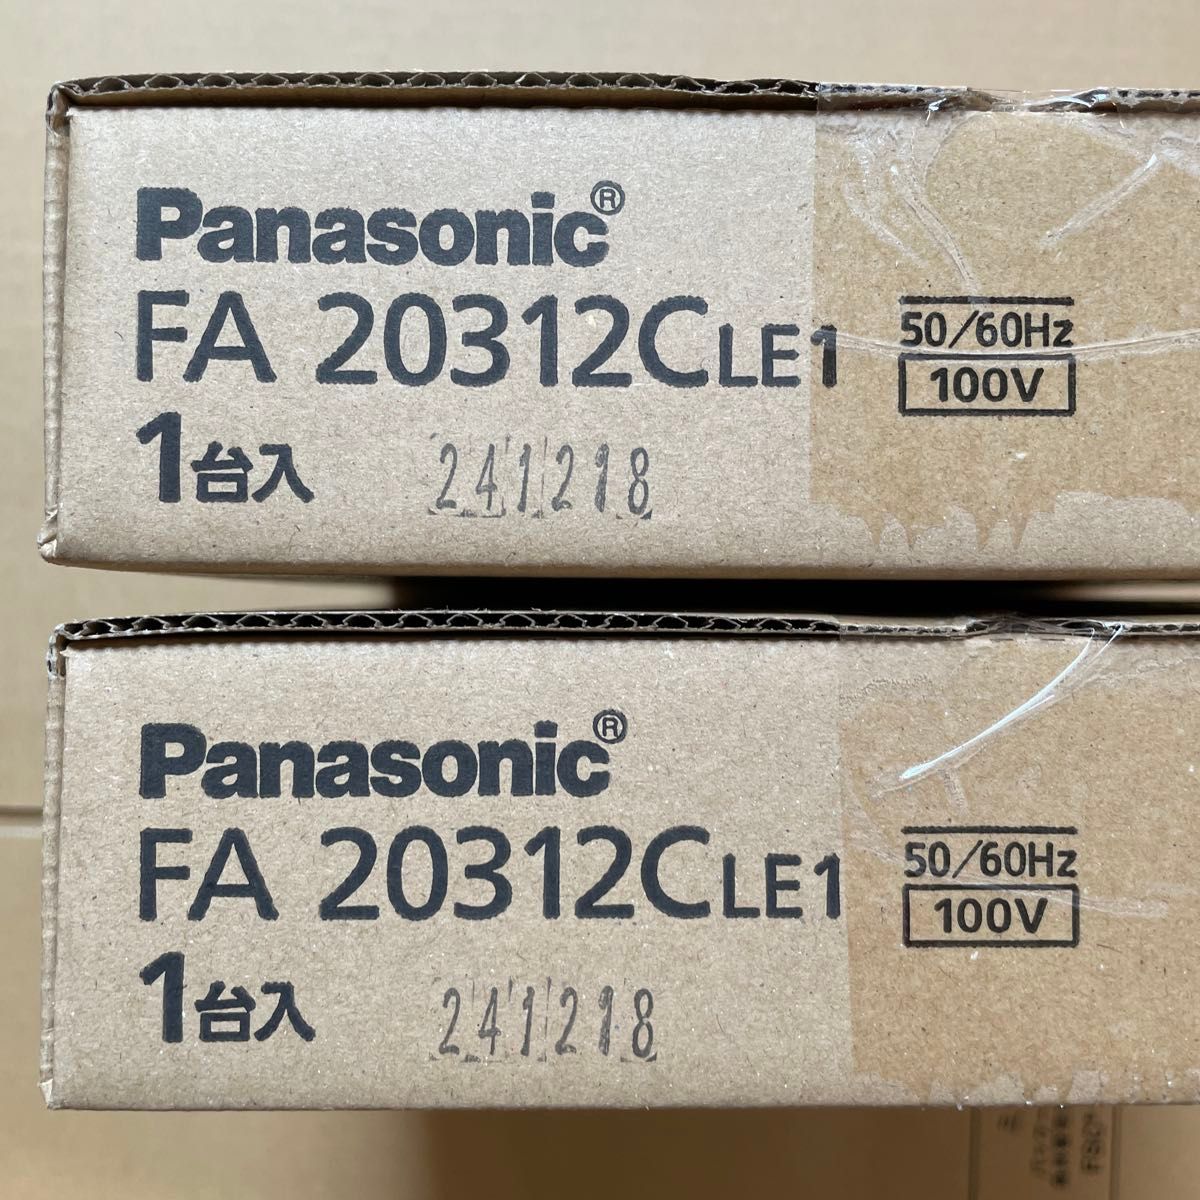 Panasonic®
FA 20312CLE1
50/60Hz
100V
1台入
241218
Panasonic®
FA 20312CLE1
50/60Hz
100V
1台入
241218